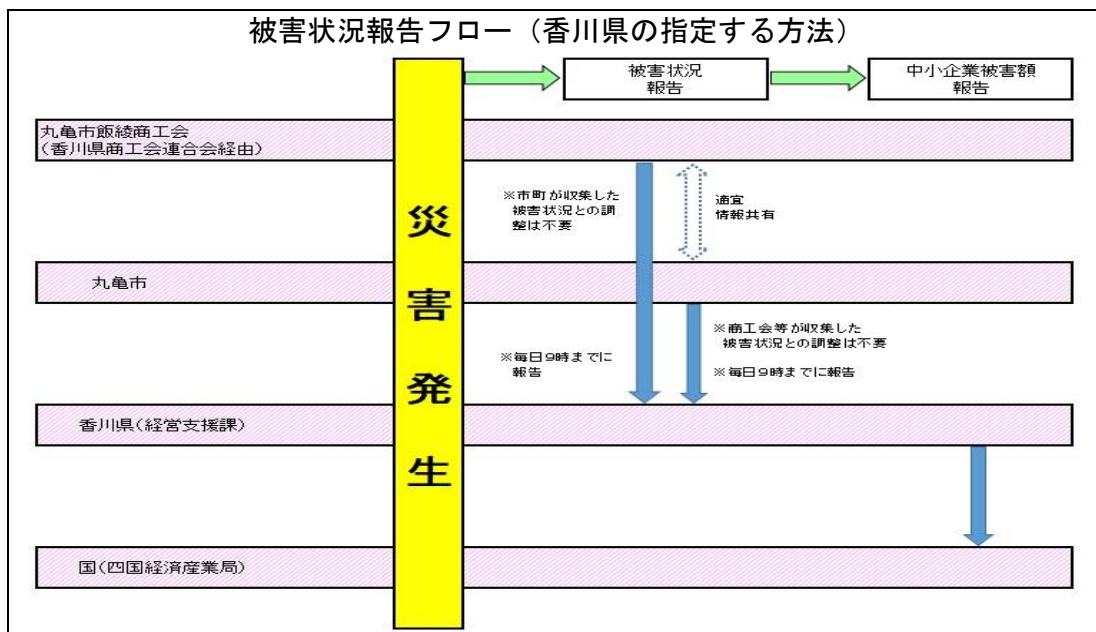 被害状況報告フロー（香川県の指定する方法）
被害状況
報告
中小企業被害額
報告
丸亀市飯綾商工会
（香川県商工会連合会経由）
災害発生
※市町が収集した
被害状況との調
整は不要
適宜
情報共有
丸亀市
※毎日9時までに
報告
※商工会等が収集した
被害状況との調整は不要
※毎日9時までに報告
香川県(経営支援課)
国(四国経済産業局)